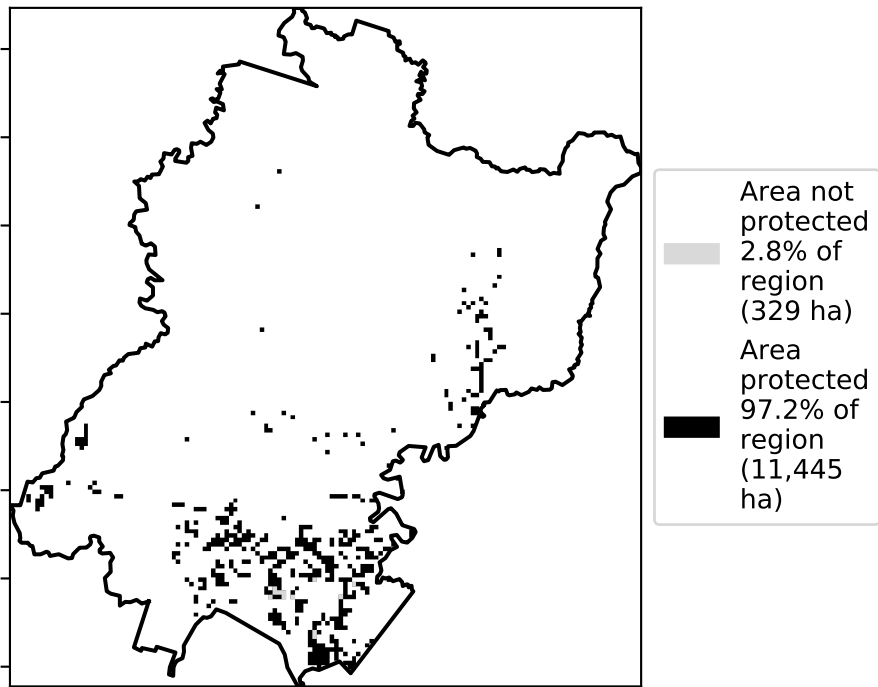 Area not
protected
2.8% of
region
(329 ha)
Area
protected
97.2% of
region
(11,445
ha)